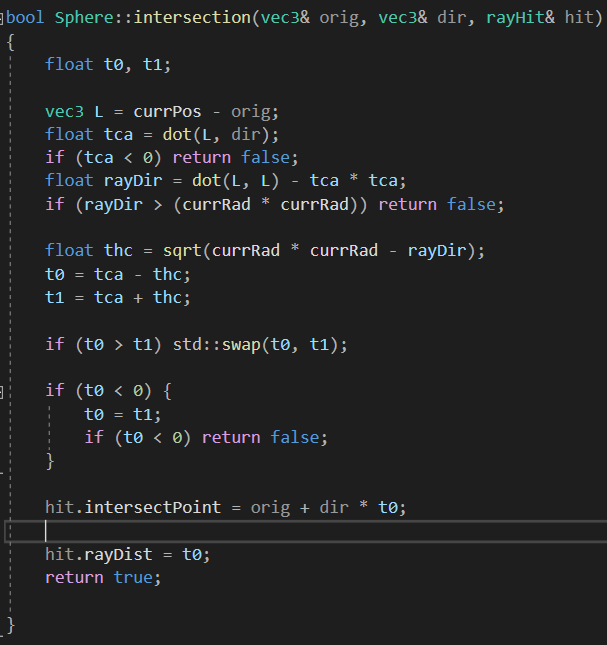 bool Sphere::intersection(vec3& orig, vec3& dir, rayHit& hit)
{
float t0, t1;
vec3 L = currPos - orig;
float tca = dot(L, dir);
if (tca < 0) return false;
float rayDir = dot(L, L) - tca * tca;
if (rayDir > (currRad * currRad)) return false;
float thc = sqrt(currRad * currRad - rayDir);
t0 = tca - thc;
t1 = tca + thc;
if (t0 > t1) std::swap(t0, t1);
if (t0 < 0) {
t0 = t1;
if (t0 < 0) return false;
}
hit.intersectPoint = orig + dir * t0;
hit.rayDist = t0;
return true;
}